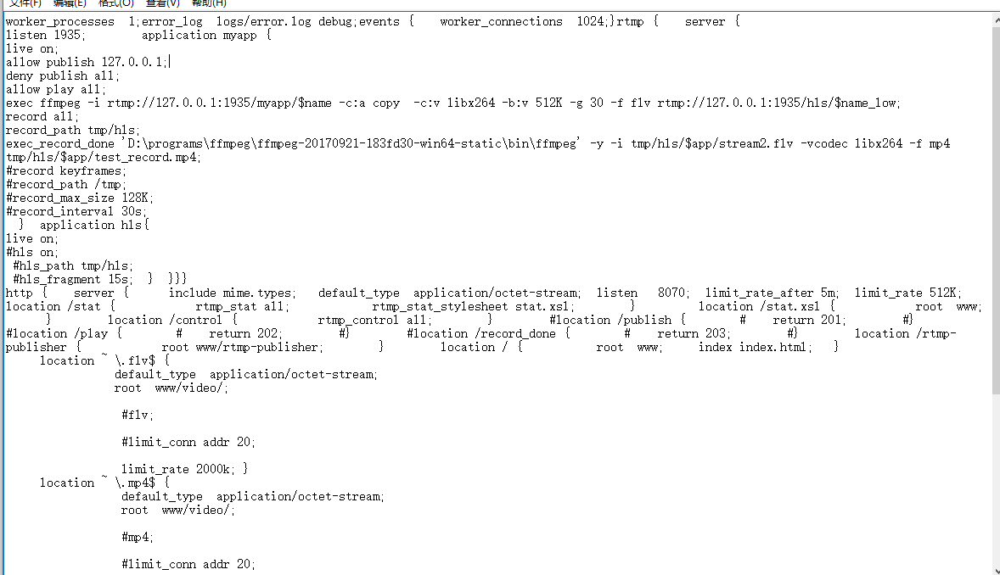 文件(F) 编辑(E) 格式(O) 查看(V) 帮助(H)
worker_processes  1;error_log  logs/error.log debug;events {    worker_connections  1024;}rtmp {    server {
listen 1935;        application myapp {
live on;
allow publish 127.0.0.1;
deny publish all;
allow play all;
exec ffmpeg -i rtmp://127.0.0.1:1935/myapp/$name -c:a copy  -c:v libx264 -b:v 512K -g 30 -f flv rtmp://127.0.0.1:1935/hls/$name_low;
record all;
record_path tmp/hls;
exec_record_done 'D:\programs\ffmpeg\ffmpeg-20170921-183fd30-win64-static\bin\ffmpeg' -y -i tmp/hls/$app/stream2.flv -vcodec libx264 -f mp4
tmp/hls/$app/test_record.mp4;
#record keyframes;
#record_path /tmp;
#record_max_size 128K;
#record_interval 30s;
  }  application hls{
live on;
#hls on;
 #hls_path tmp/hls;
 #hls_fragment 15s;  }  }}}
http {    server {      include mime.types;   default_type  application/octet-stream;  listen   8070;  limit_rate_after 5m;  limit_rate 512K;
location /stat {            rtmp_stat all;            rtmp_stat_stylesheet stat.xsl;        }         location /stat.xsl {            root  www;
      }        location /control {            rtmp_control all;        }        #location /publish {        #    return 201;        #}
#location /play {        #    return 202;        #}        #location /record_done {        #    return 203;        #}        location /rtmp-
publisher {            root www/rtmp-publisher;        }        location / {           root  www;     index index.html;   }
     location ~ \.flv$ {
                default_type  application/octet-stream;
                root  www/video/;
                 #flv;
                 #limit_conn addr 20;
                 limit_rate 2000k; }
     location ~ \.mp4$ {
                 default_type  application/octet-stream;
                 root  www/video/;
                 #mp4;
                 #limit_conn addr 20;